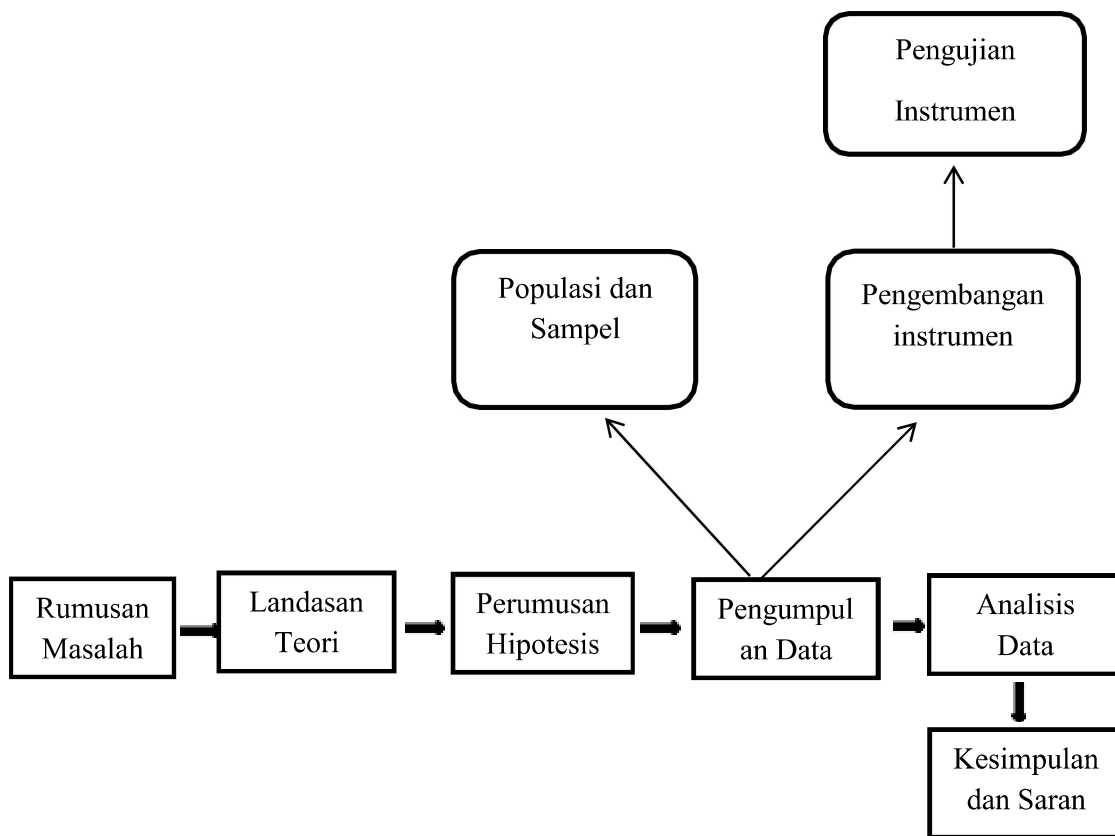 Pengujian
Instrumen
Populasi dan
Sampel
Pengembangan
instrumen
Rumusan
Masalah
Landasan
Teori
Perumusan
Hipotesis
Pengumpul
an Data
Analisis
Data
Kesimpulan
dan Saran